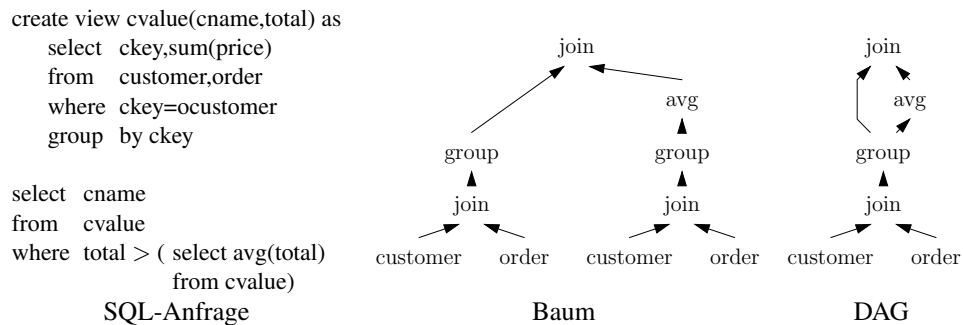 create view cvalue(cname,total) as
select ckey,sum(price)
from customer,order
where ckey=ocustomer
group by ckey
select cname
from cvalue
where total > ( select avg(total)
from cvalue)
SQL-Anfrage
join
avg
group group
join join
customer order customer order
Baum
join
avg
group
join
customer order
DAG